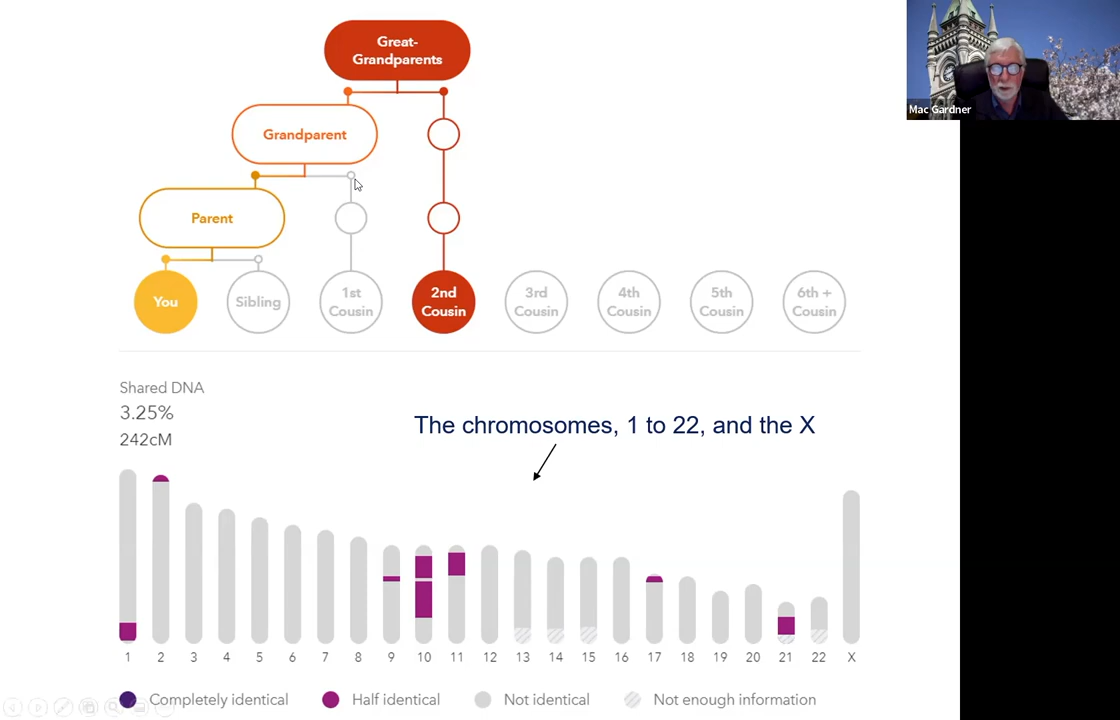 Great-
Grandparents
Mac Gardner
Grandparent
Parent
You
Sibling
1st
Cousin
2nd
Cousin
3rd
Cousin
4th
Cousin
5th
Cousin
6th +
Cousin
Shared DNA
3.25%
242cM
The chromosomes, 1 to 22, and the X
1 2 3 4 5 6 7 8 9 10 11 12 13 14 15 16 17 18 19 20 21 22 X
Completely identical Half identical Not identical Not enough information